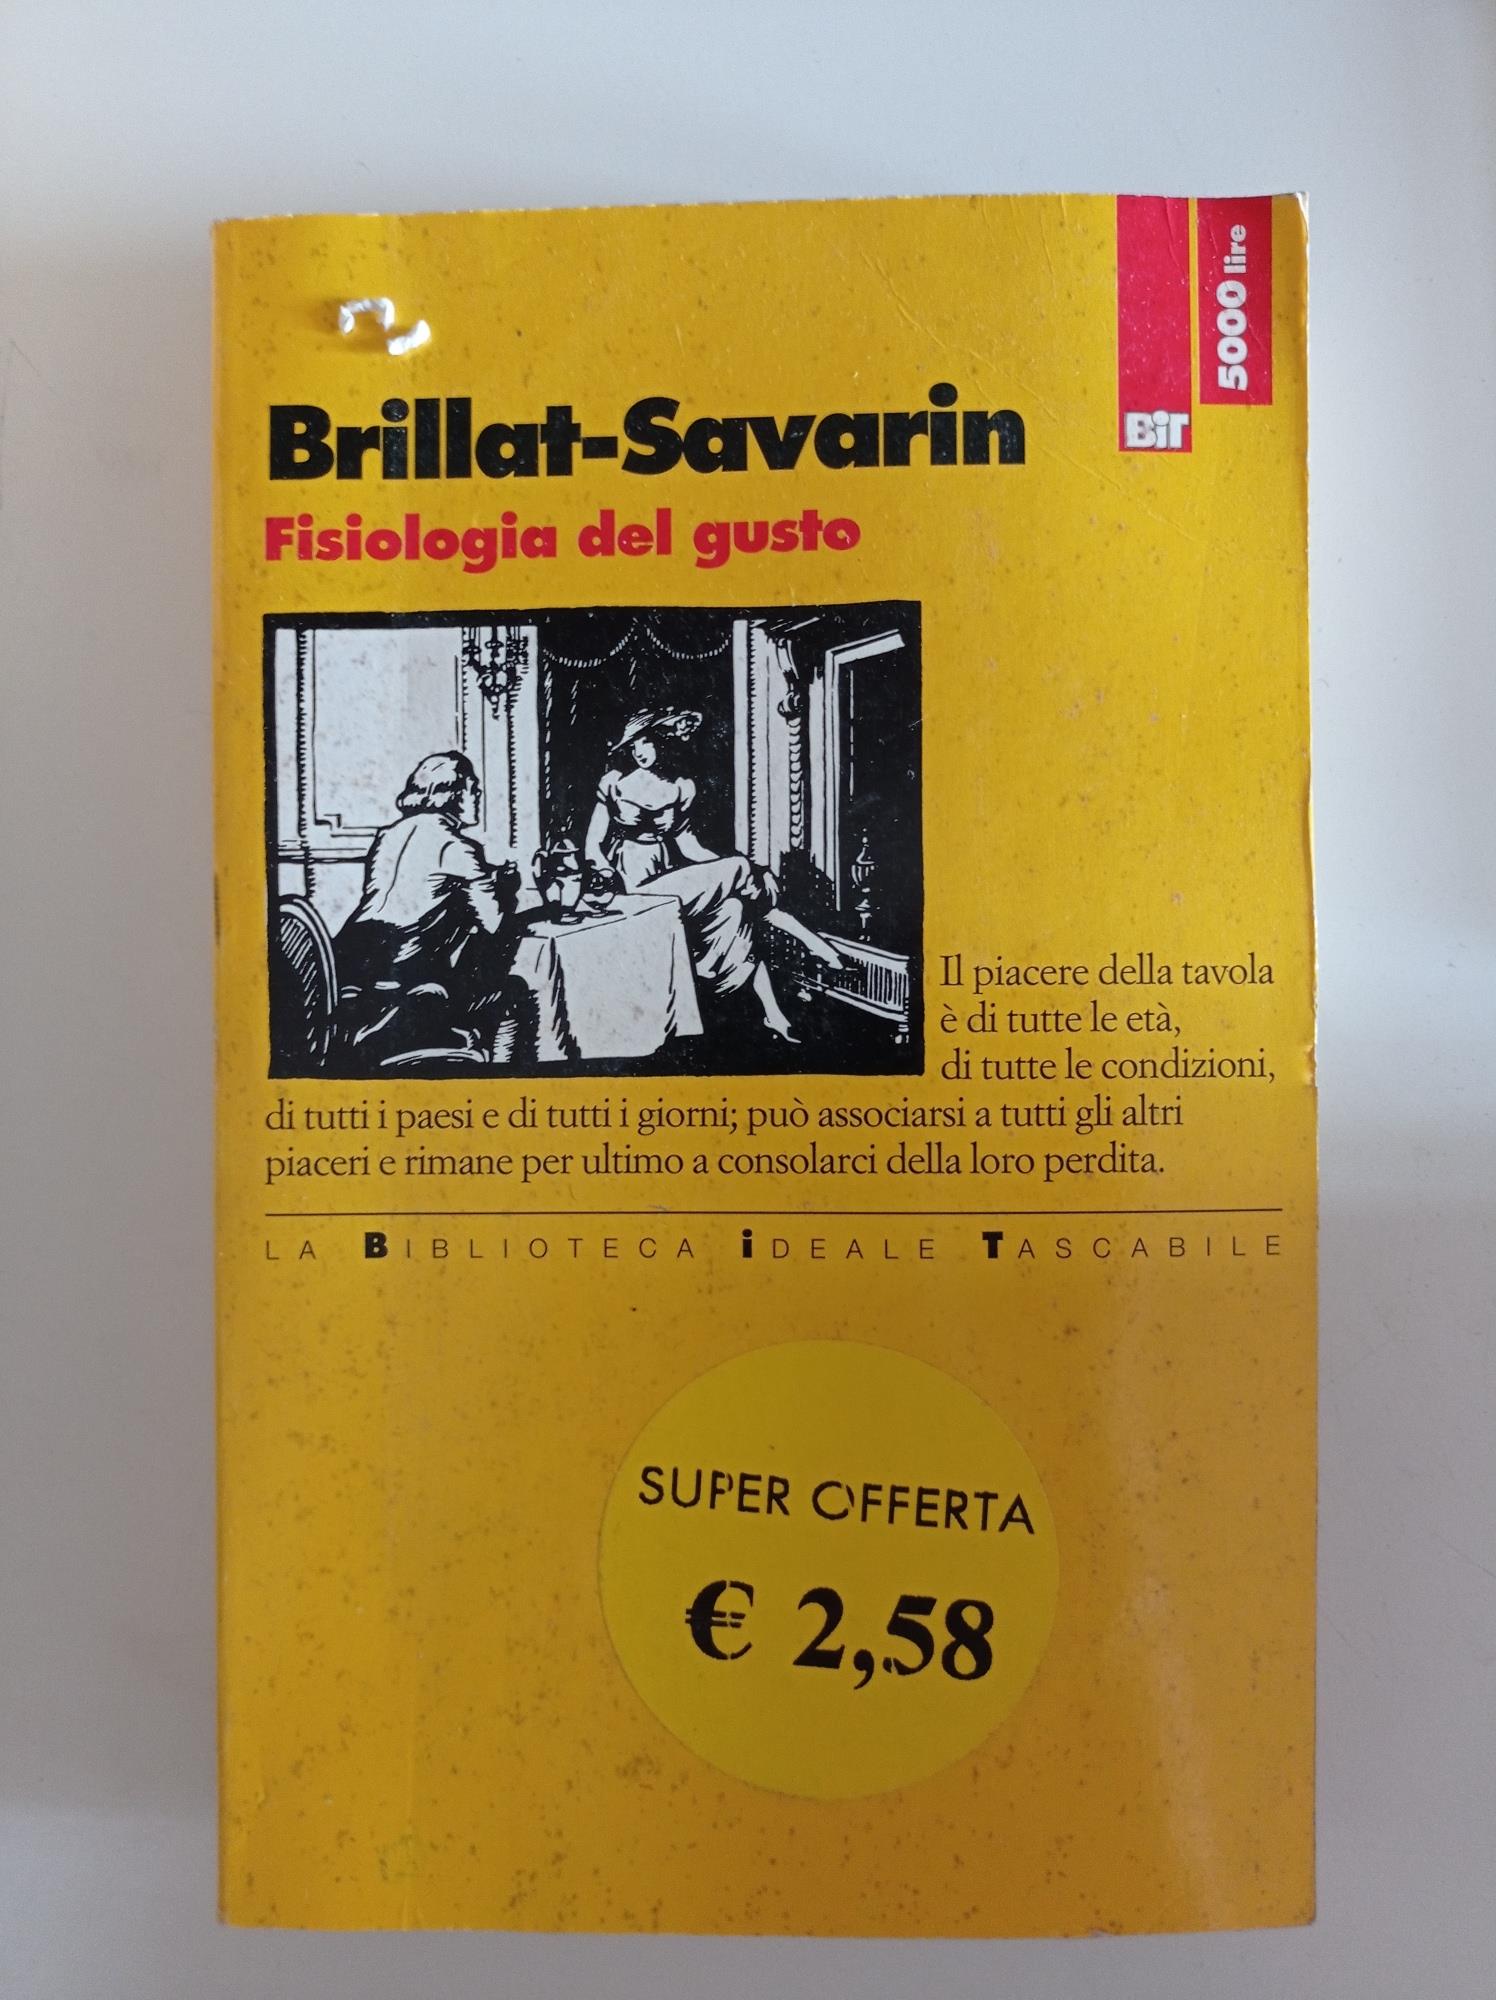 5000 lire
BiT
Brillat-Savarin
Fisiologia del gusto
Il piacere della tavola
è di tutte le età,
di tutte le condizioni,
di tutti i paesi e di tutti i giorni; può associarsi a tutti gli altri
piaceri e rimane per ultimo a consolarci della loro perdita.
LA BIBLIOTECA iDEALE TASCABILE
SUPER OFFERTA
€ 2,58